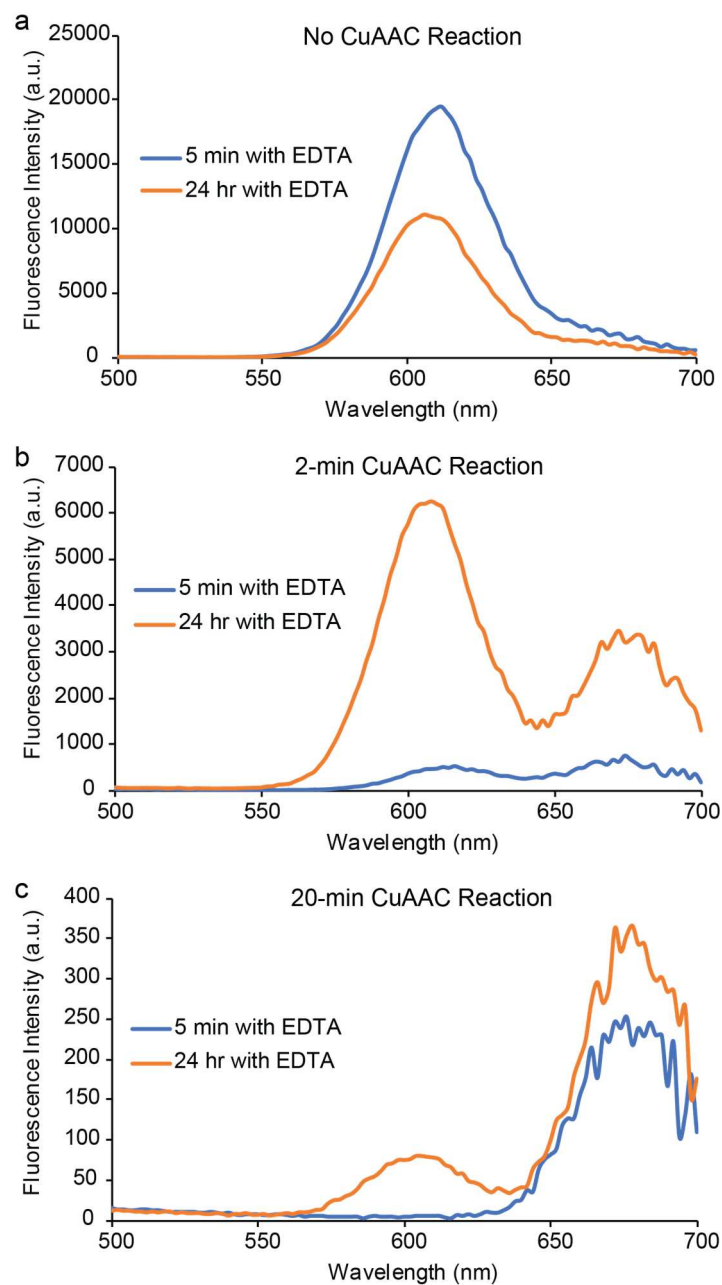 a
No CuAAC Reaction
Fluorescence Intensity (a.u.)
25000
20000
15000
10000
5000
0
5 min with EDTA
24 hr with EDTA
500 550 600 650 700
Wavelength (nm)
b
2-min CuAAC Reaction
Fluorescence Intensity (a.u.)
7000
6000
5000
4000
3000
2000
1000
0
5 min with EDTA
24 hr with EDTA
500 550 600 650 700
Wavelength (nm)
c
20-min CuAAC Reaction
Fluorescence Intensity (a.u.)
400
350
300
250
200
150
100
50
0
5 min with EDTA
24 hr with EDTA
500 550 600 650 700
Wavelength (nm)